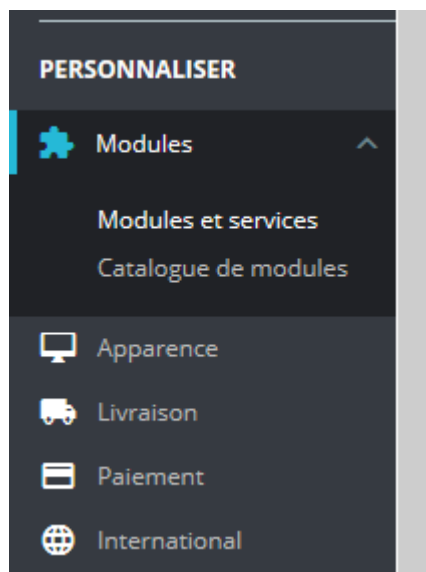 PERSONNALISER
Modules
Modules et services
Catalogue de modules
Apparence
Livraison
Paiement
International